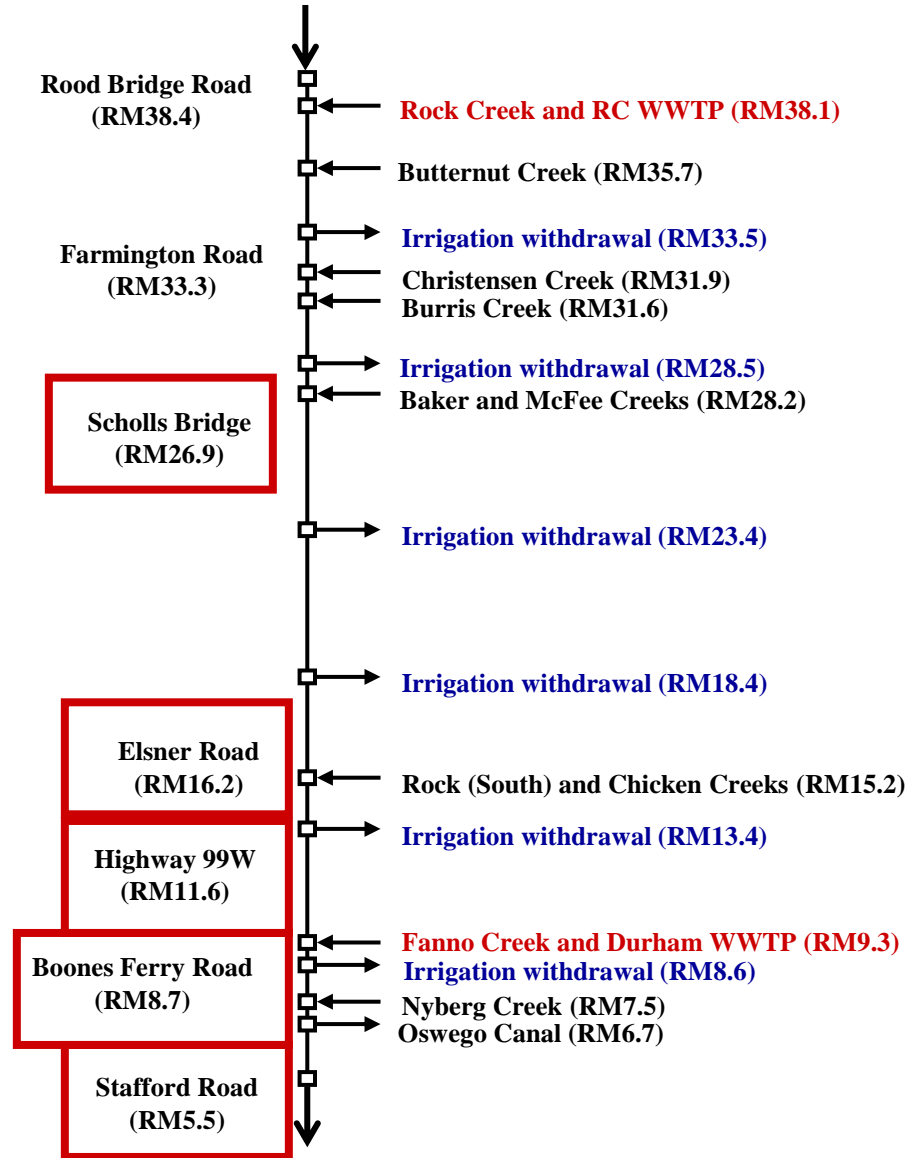 Rood Bridge Road
(RM38.4)
Rock Creek and RC WWTP (RM38.1)
Butternut Creek (RM35.7)
Irrigation withdrawal (RM33.5)
Farmington Road
(RM33.3)
Christensen Creek (RM31.9)
Burris Creek (RM31.6)
Irrigation withdrawal (RM28.5)
Baker and McFee Creeks (RM28.2)
Scholls Bridge
(RM26.9)
Irrigation withdrawal (RM23.4)
Irrigation withdrawal (RM18.4)
Elsner Road
(RM16.2)
Rock (South) and Chicken Creeks (RM15.2)
Irrigation withdrawal (RM13.4)
Highway 99W
(RM11.6)
Fanno Creek and Durham WWTP (RM9.3)
Boones Ferry Road
(RM8.7)
Irrigation withdrawal (RM8.6)
Nyberg Creek (RM7.5)
Oswego Canal (RM6.7)
Stafford Road
(RM5.5)